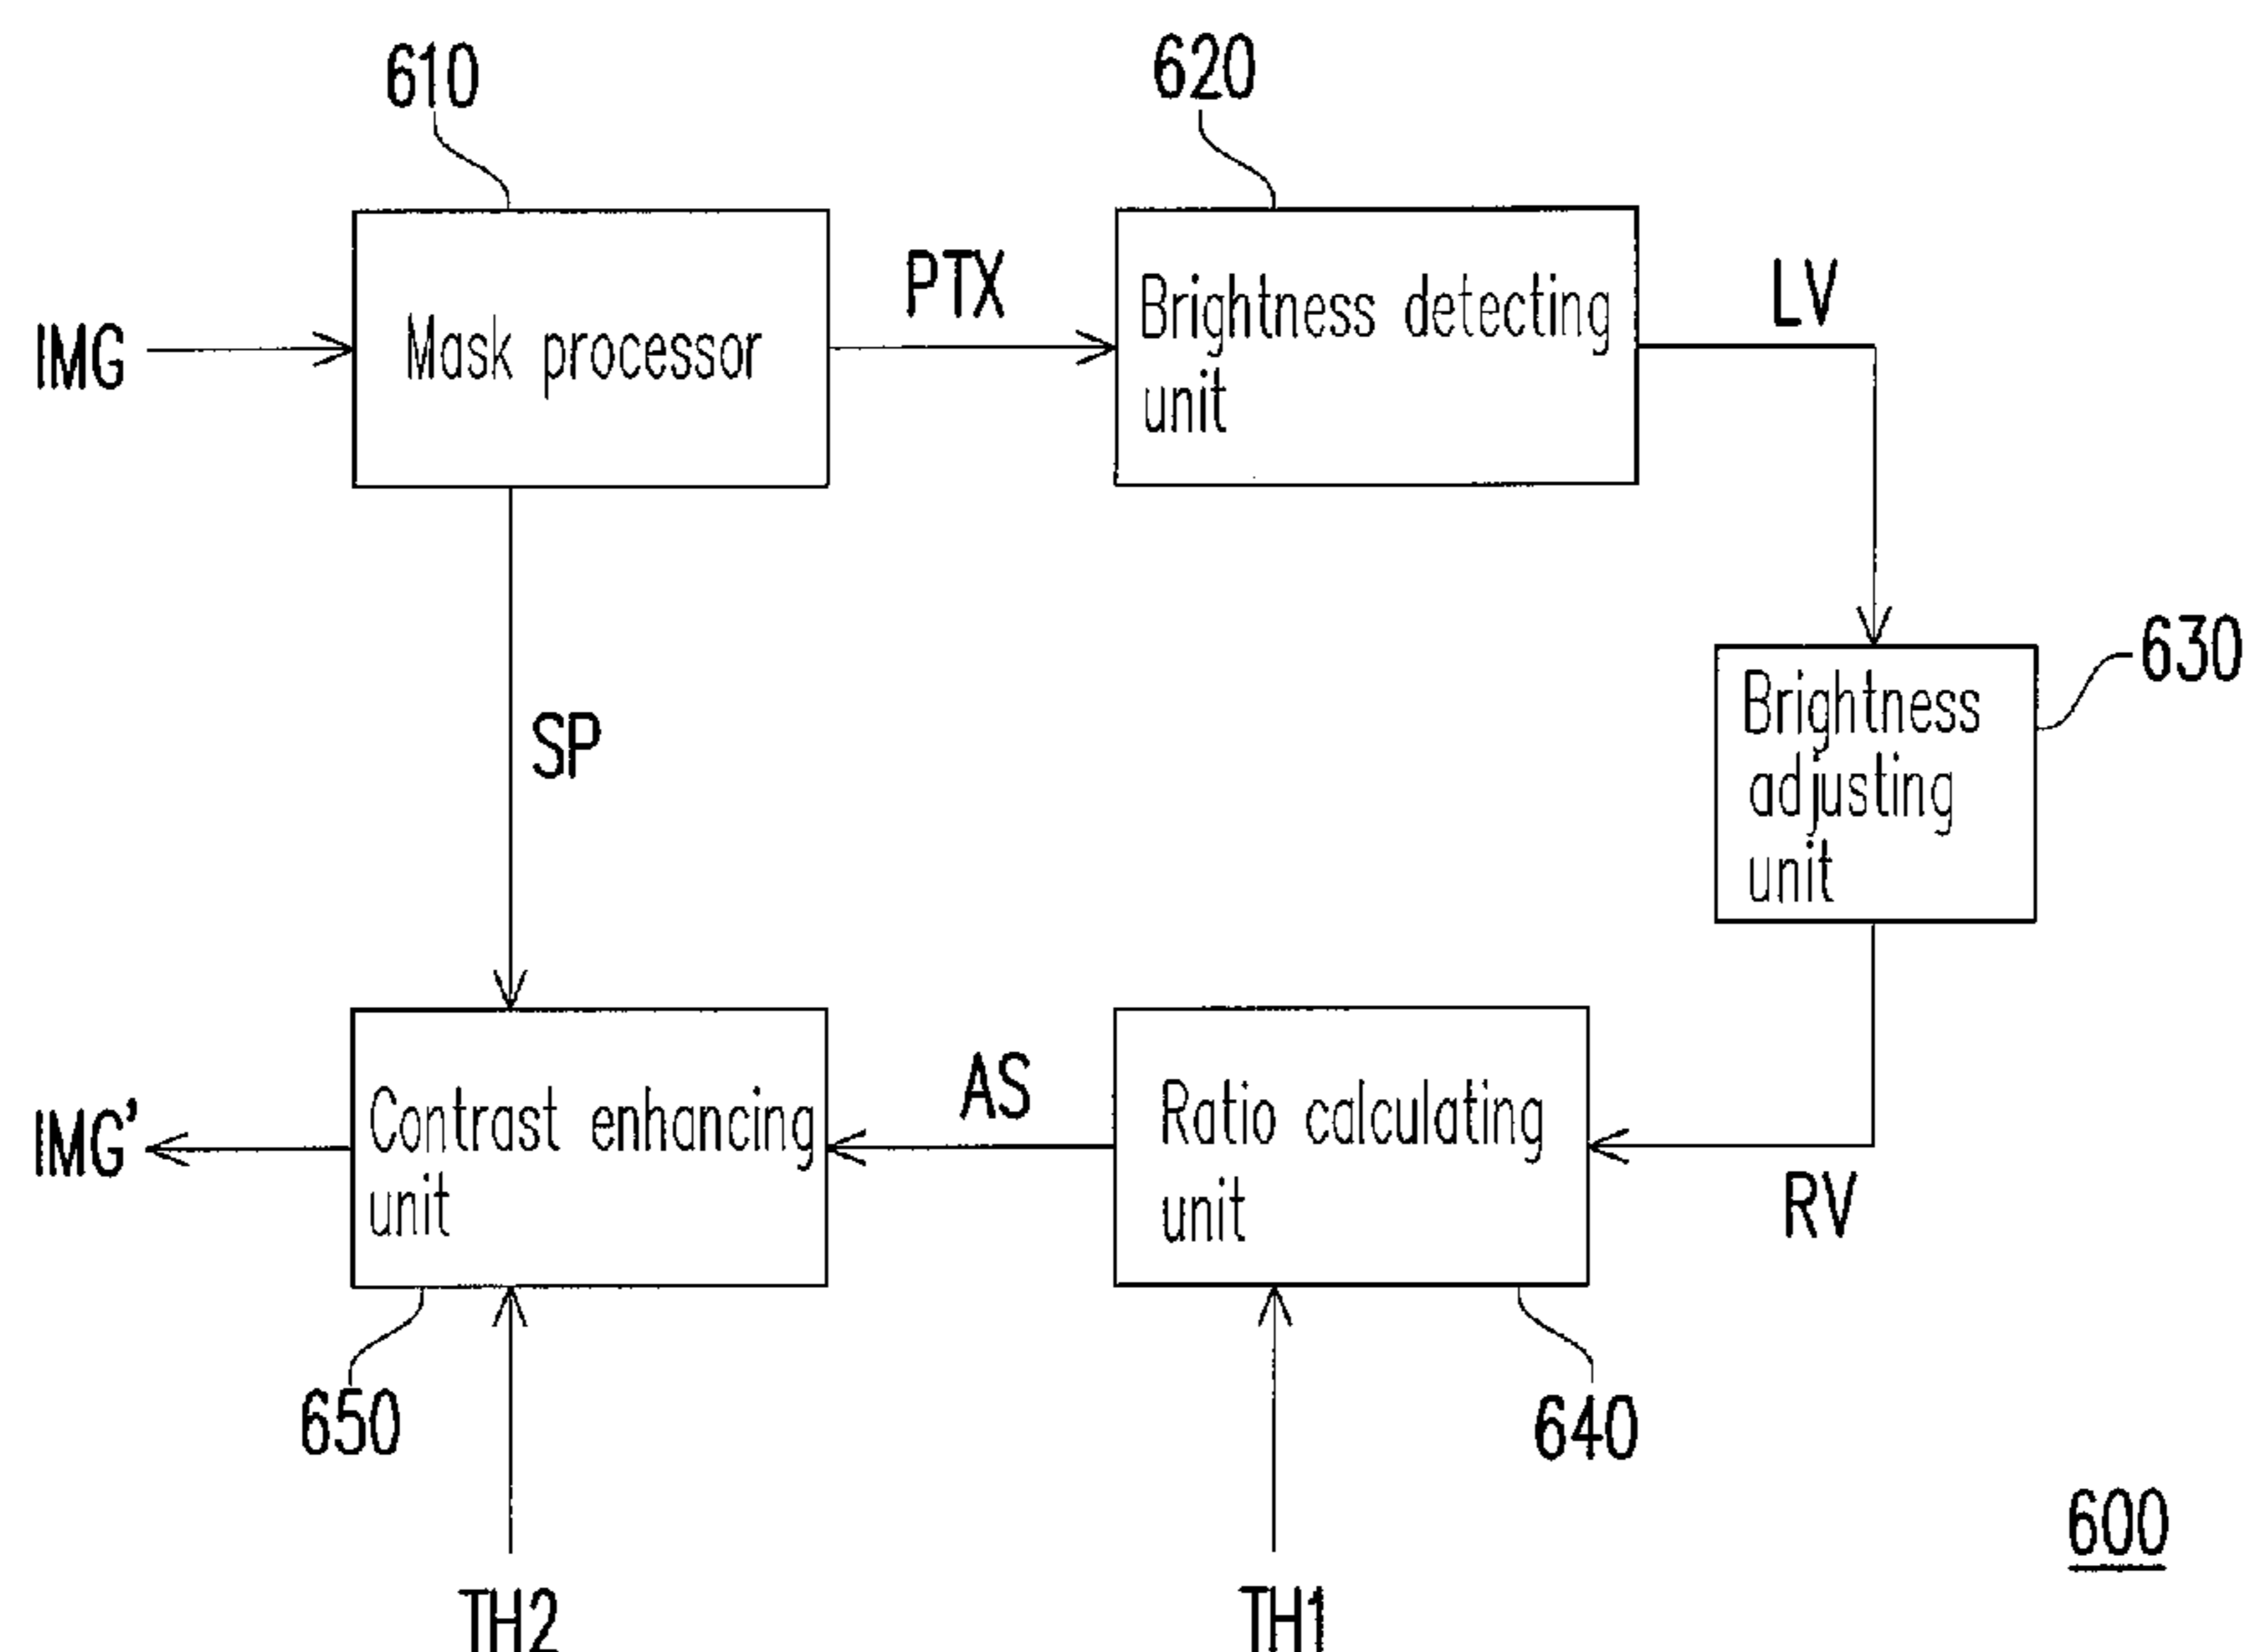 610
620
IMG
Mask processor
PTX
Brightness detecting
unit
LV
630
Brightness
adjusting
unit
SP
IMG'
Contrast enhancing
unit
AS
Ratio calculating
unit
RV
650
640
600
TH2
TH1